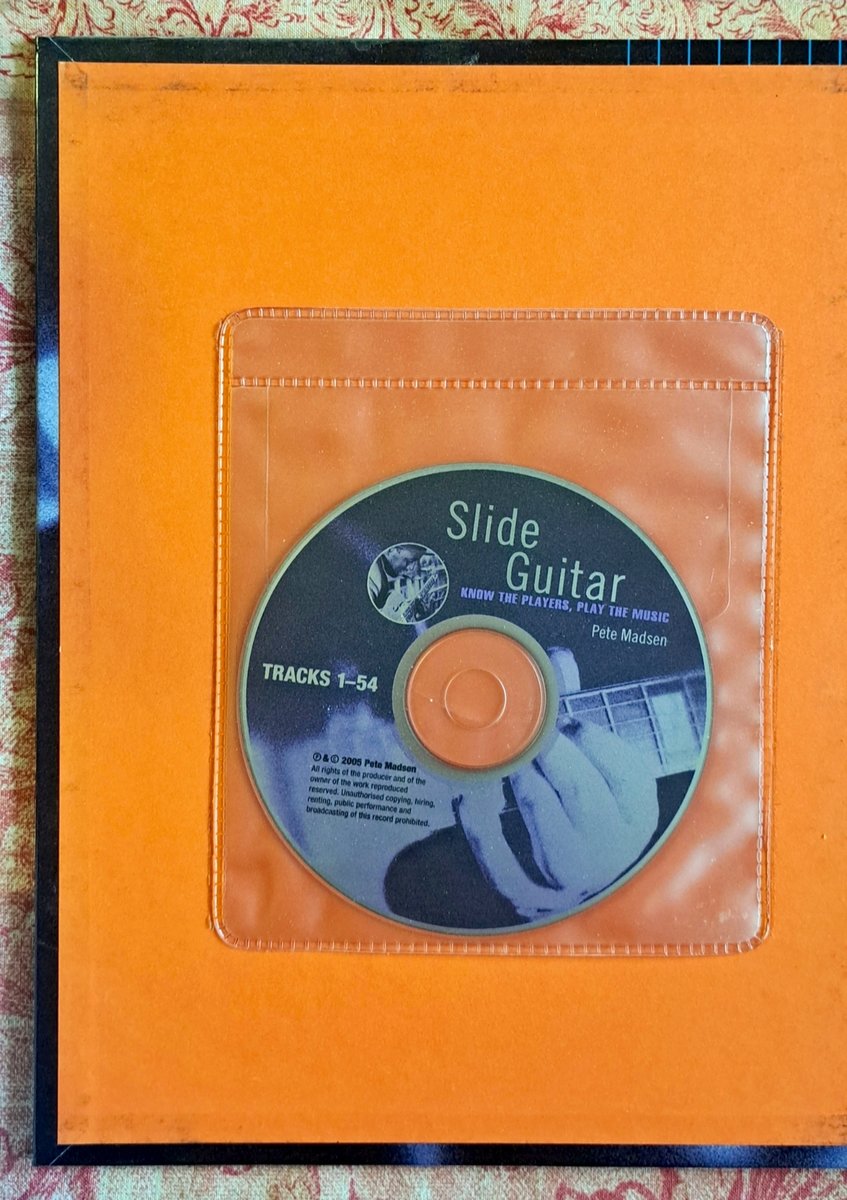 Slide
Guitar
KNOW THE PLAYERS, PLAY THE MUSIC
Pete Madsen
TRACKS 1–54
℗ & © 2005 Pete Madsen
All rights of the producer and of the
owner of the work reproduced
reserved. Unauthorised copying, hiring,
renting, public performance and
broadcasting of this record prohibited.